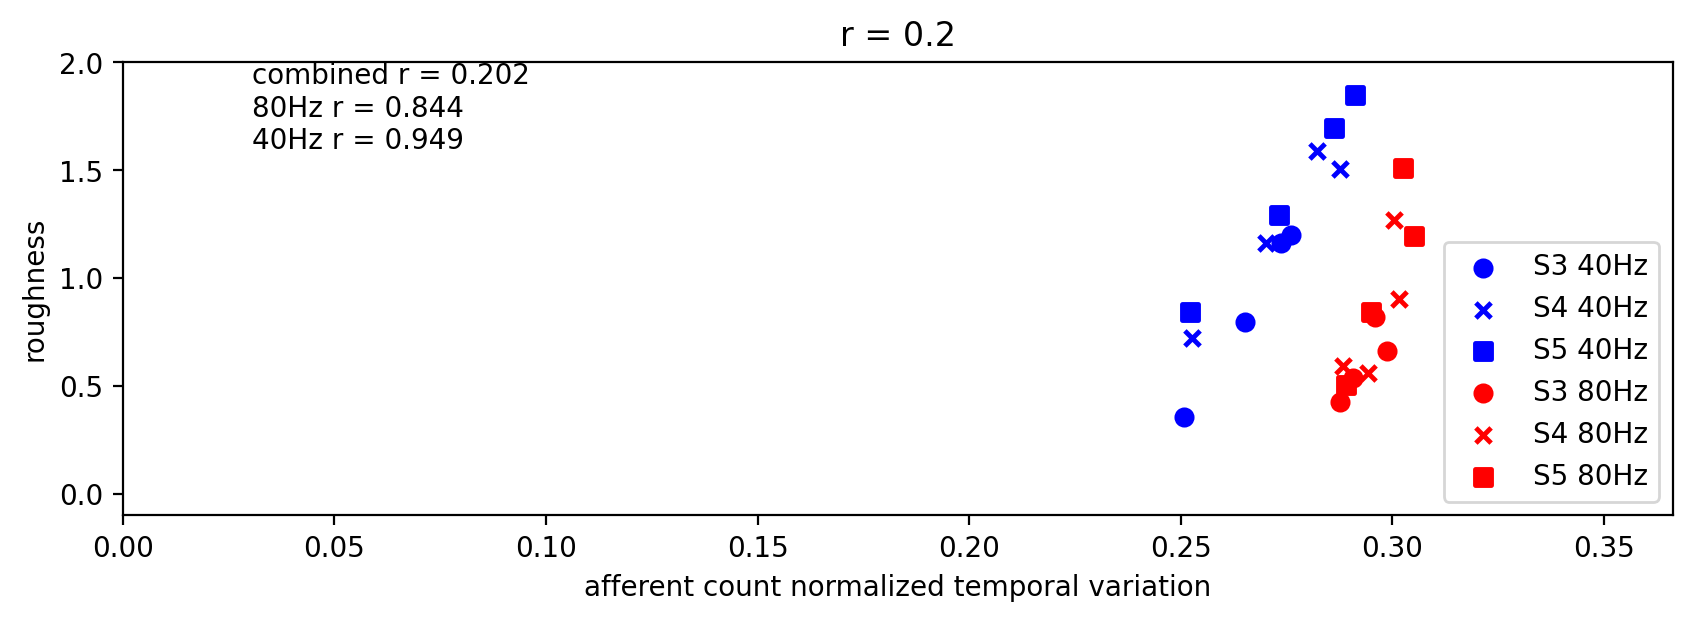 r = 0.2
combined r = 0.202
80Hz r = 0.844
40Hz r = 0.949
2.0
1.5
1.0
0.5
0.0
roughness
S3 40Hz
S4 40Hz
S5 40Hz
S3 80Hz
S4 80Hz
S5 80Hz
0.00 0.05 0.10 0.15 0.20 0.25 0.30 0.35
afferent count normalized temporal variation